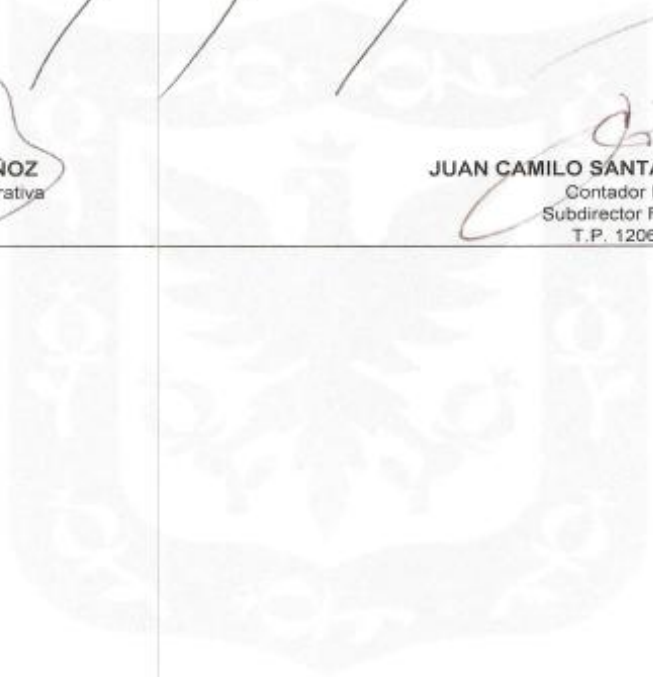 ÑOZ
rativa
JUAN CAMILO SANTA
Contador
Subdirector F
T.P. 1206